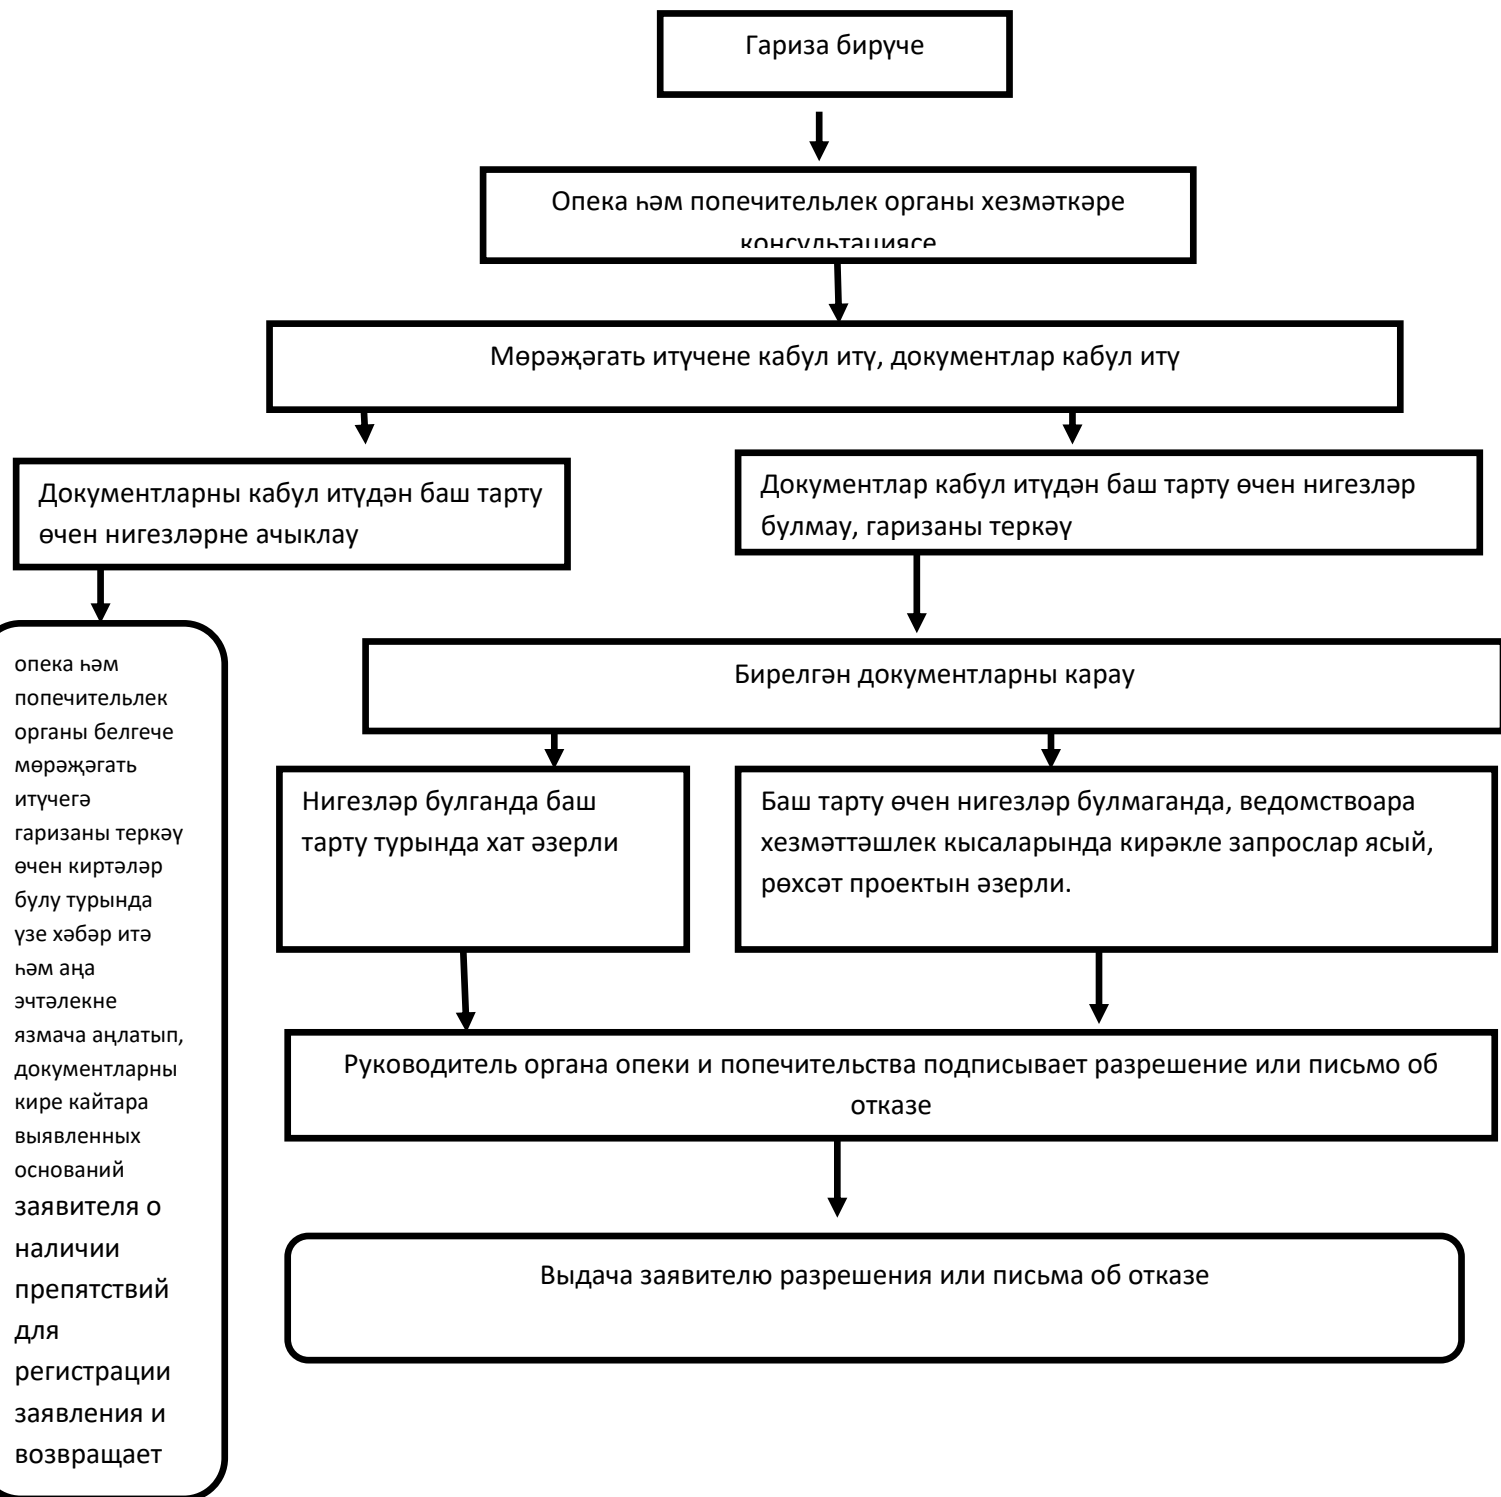 Гариза бирүче
Опека һәм попечительлек органы хезмәткәре
консультациясе
Мөрәҗәгать итүчене кабул итү, документлар кабул итү
Документларны кабул итүдән баш тарту
өчен нигезләрне ачыклау
Документлар кабул итүдән баш тарту өчен нигезләр
булмау, гаризаны теркәү
опека һәм
попечительлек
органы белгече
мөрәҗәгать
итүчегә
гаризаны теркәү
өчен киртәләр
булу турында
үзе хәбәр итә
һәм аңа
эчтәлекне
язмача аңлатып,
документларны
кире кайтара
выявленных
оснований
заявителя о
наличии
препятствий
для
регистрации
заявления и
возвращает
Бирелгән документларны карау
Нигезләр булганда баш
тарту турында хат әзерли
Баш тарту өчен нигезләр булмаганда, ведомствоара
хезмәттәшлек кысаларында кирәкле запрослар ясый,
рөхсәт проектын әзерли.
Руководитель органа опеки и попечительства подписывает разрешение или письмо об
отказе
Выдача заявителю разрешения или письма об отказе